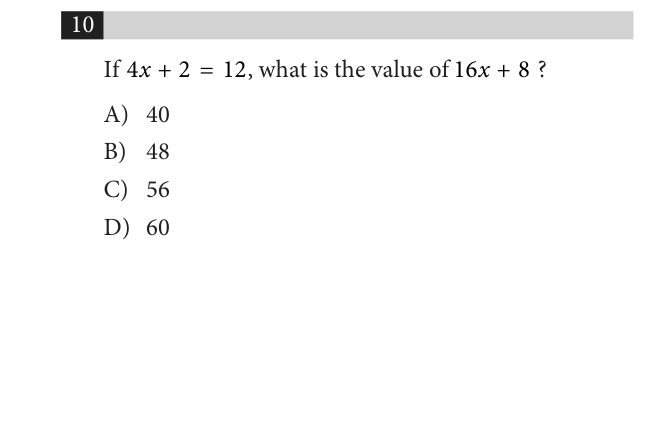 10
If 4x + 2 = 12, what is the value of 16x + 8 ?
A) 40
B) 48
C) 56
D) 60